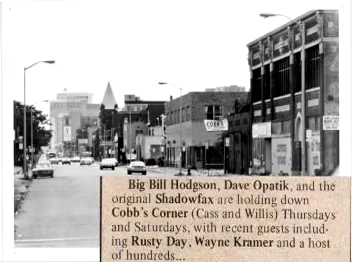 COBB'S
Big Bill Hodgson, Dave Opatik, and the
original Shadowfax are holding down
Cobb's Corner (Cass and Willis) Thursdays
and Saturdays, with recent guests includ-
ing Rusty Day, Wayne Kramer and a host
of hundreds...